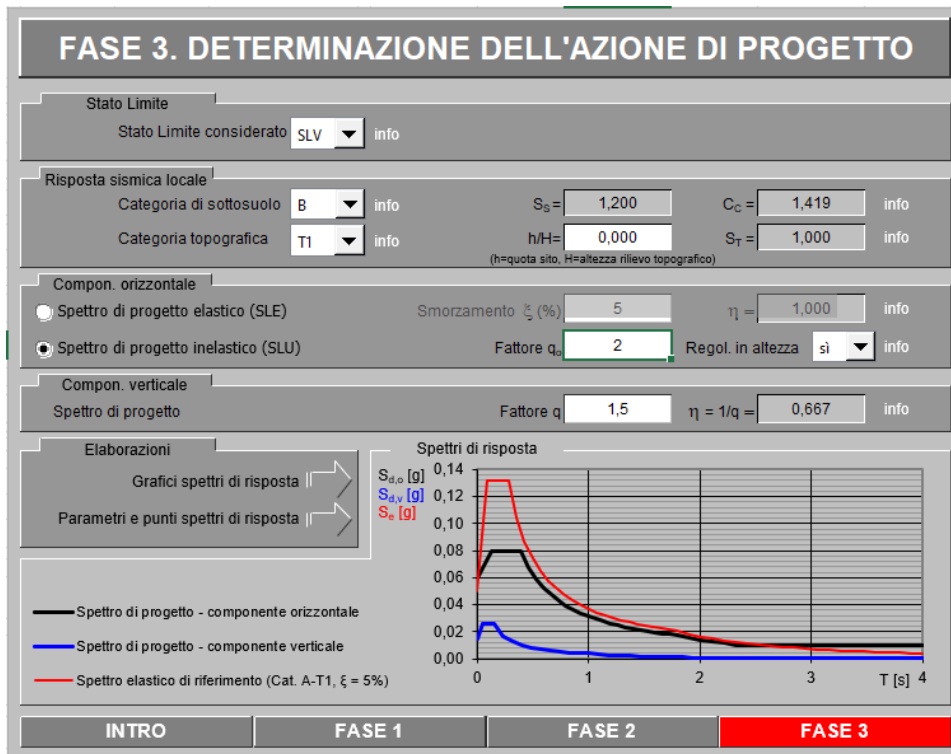 FASE 3. DETERMINAZIONE DELL'AZIONE DI PROGETTO
Stato Limite
Stato Limite considerato SLV info
Risposta sismica locale
Categoria di sottosuolo B info S_S = 1,200 C_C = 1,419 info
Categoria topografica T1 info h/H= 0,000 S_T = 1,000 info
(h=quota sito, H=altezza rilievo topografico)
Compon. orizzontale
Spettro di progetto elastico (SLE) Smorzamento ξ (%) 5 η = 1,000 info
Spettro di progetto inelastico (SLU) Fattore q_o 2 Regol. in altezza sì info
Compon. verticale
Spettro di progetto Fattore q 1,5 η = 1/q = 0,667 info
Elaborazioni
Grafici spettri di risposta
Parametri e punti spettri di risposta
Spettri di risposta
S_d,o [g]
S_d,v [g]
S_e [g]
0,14
0,12
0,10
0,08
0,06
0,04
0,02
0,00
0 1 2 3 T [s] 4
Spettro di progetto - componente orizzontale
Spettro di progetto - componente verticale
Spettro elastico di riferimento (Cat. A-T1, ξ = 5%)
INTRO FASE 1 FASE 2 FASE 3